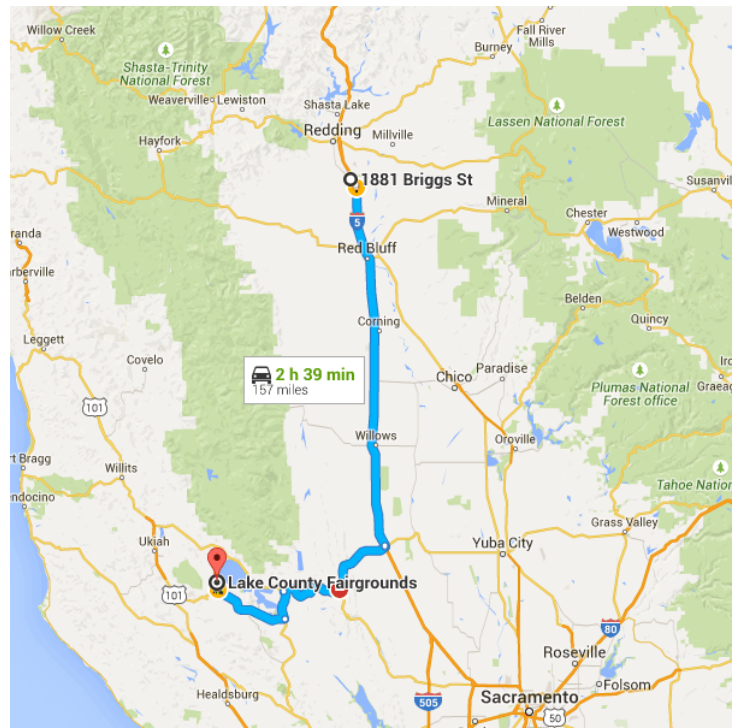 Willow Creek
Fall River
Mills
Burney
Shasta-Trinity
National Forest
Weaverville
Lewiston
Shasta Lake
Redding
Millville
Lassen National Forest
Hayfork
1881 Briggs St
Susanvi
Mineral
5
Chester
Westwood
randa
Red Bluff
arberville
Belden
Quincy
Corning
Leggett
Covelo
2 h 39 min
157 miles
Paradise
Chico
Plumas National
Forest office
Graeag
101
Willows
Oroville
rt Bragg
Willits
Tahoe Nation
endocino
Grass Valley
Ukiah
Yuba City
Lake County Fairgrounds
101
80
Roseville
Healdsburg
505
Sacramento
Folsom
50